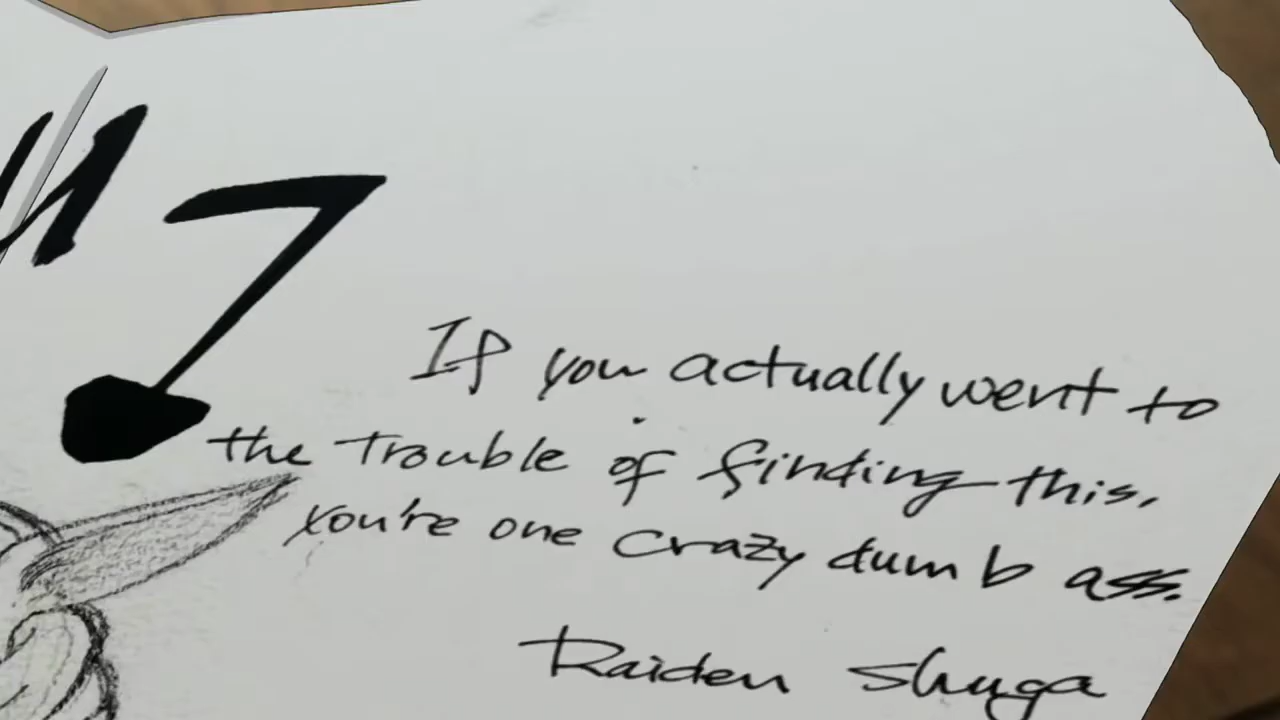 If you actually went to
the trouble of finding this,
you're one crazy dumb ass.
Raiden Shuga